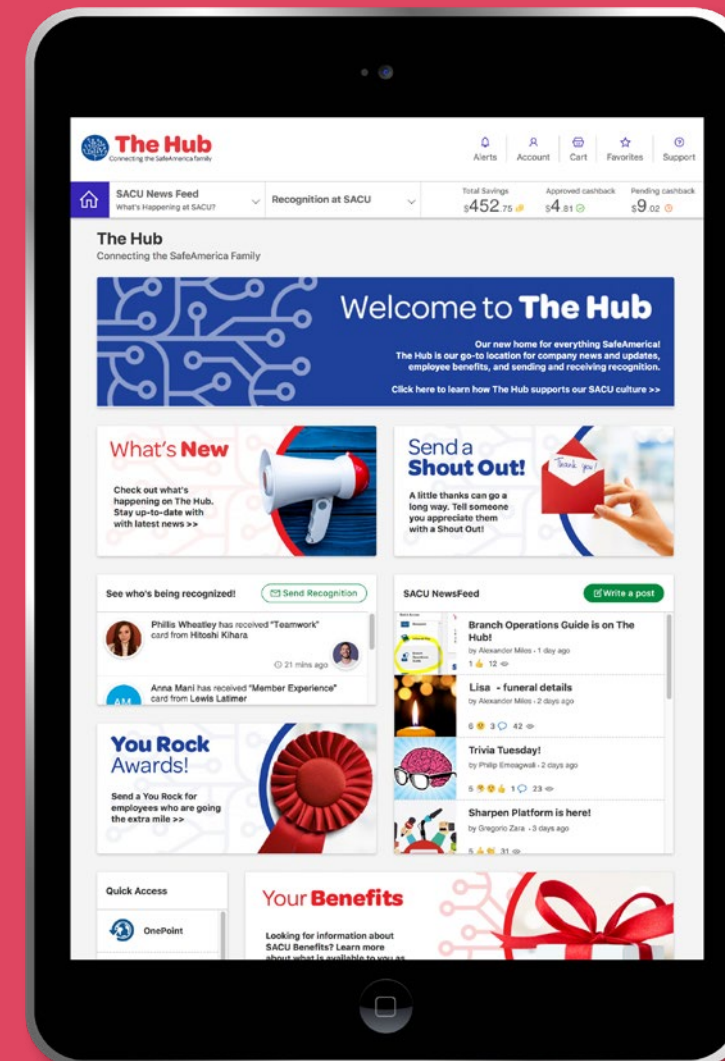 The Hub
Connecting the SafeAmerica family
Alerts
Account
Cart
Favorites
Support
SACU News Feed
What's Happening at SACU?
Recognition at SACU
Total Savings
$452.75
Approved cashback
$4.81
Pending cashback
$9.02
The Hub
Connecting the SafeAmerica Family
Welcome to The Hub
Our new home for everything SafeAmerica!
The Hub is our go-to location for company news and updates,
employee benefits, and sending and receiving recognition.
Click here to learn how The Hub supports our SACU culture >>
What's New
Check out what's
happening on The Hub.
Stay up-to-date with
with latest news >>
Send a
Shout Out!
A little thanks can go a
long way. Tell someone
you appreciate them
with a Shout Out!
Thank you!
See who's being recognized!
Send Recognition
Phillis Wheatley has received "Teamwork"
card from Hitoshi Kihara
21 mins ago
Anna Mani has received "Member Experience"
card from Lewis Latimer
AM
SACU NewsFeed
Write a post
Branch Operations Guide is on The
Hub!
by Alexander Miles - 1 day ago
1 12
Lisa - funeral details
by Alexander Miles - 2 days ago
6 3 42
Trivia Tuesday!
by Philip Emeagwali - 2 days ago
5 1 23
Sharpen Platform is here!
by Gregorio Zara - 3 days ago
5 31
You Rock
Awards!
Send a You Rock for
employees who are going
the extra mile >>
Quick Access
OnePoint
Your Benefits
Looking for information about
SACU Benefits? Learn more
about what is available to you as